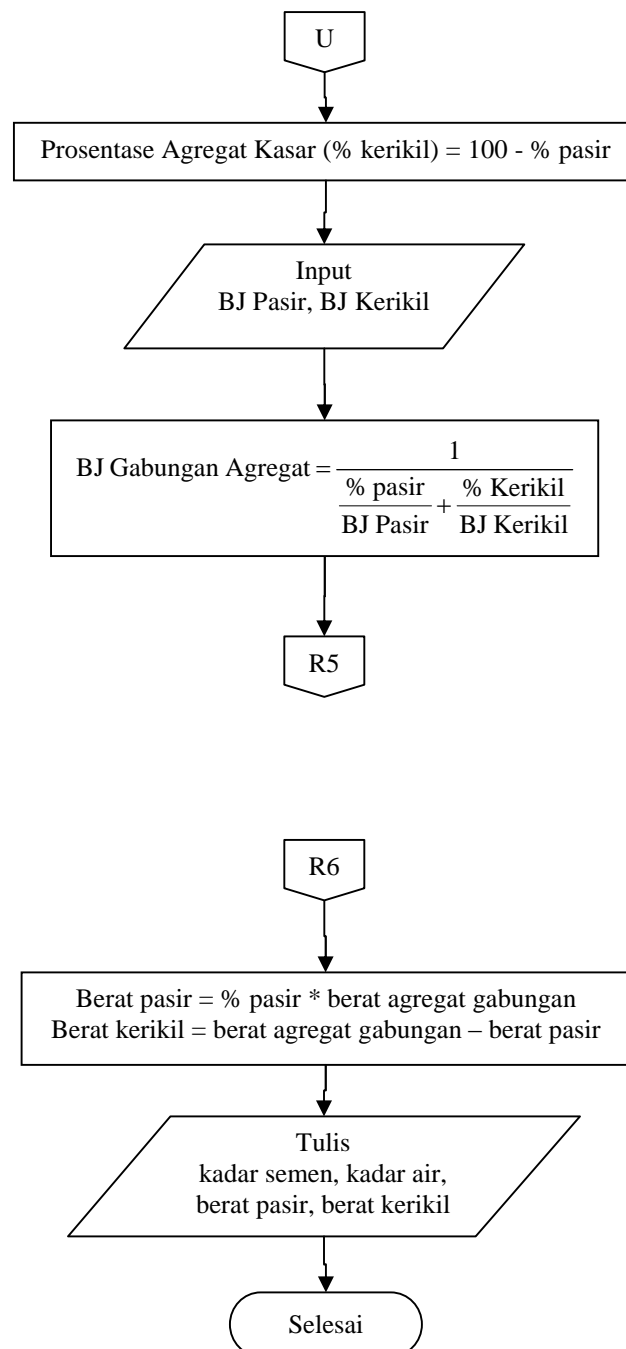 U
Prosentase Agregat Kasar (% kerikil) = 100 - % pasir
Input
BJ Pasir, BJ Kerikil
BJ Gabungan Agregat = 1
% pasir + % Kerikil
BJ Pasir BJ Kerikil
R5
R6
Berat pasir = % pasir * berat agregat gabungan
Berat kerikil = berat agregat gabungan – berat pasir
Tulis
kadar semen, kadar air,
berat pasir, berat kerikil
Selesai